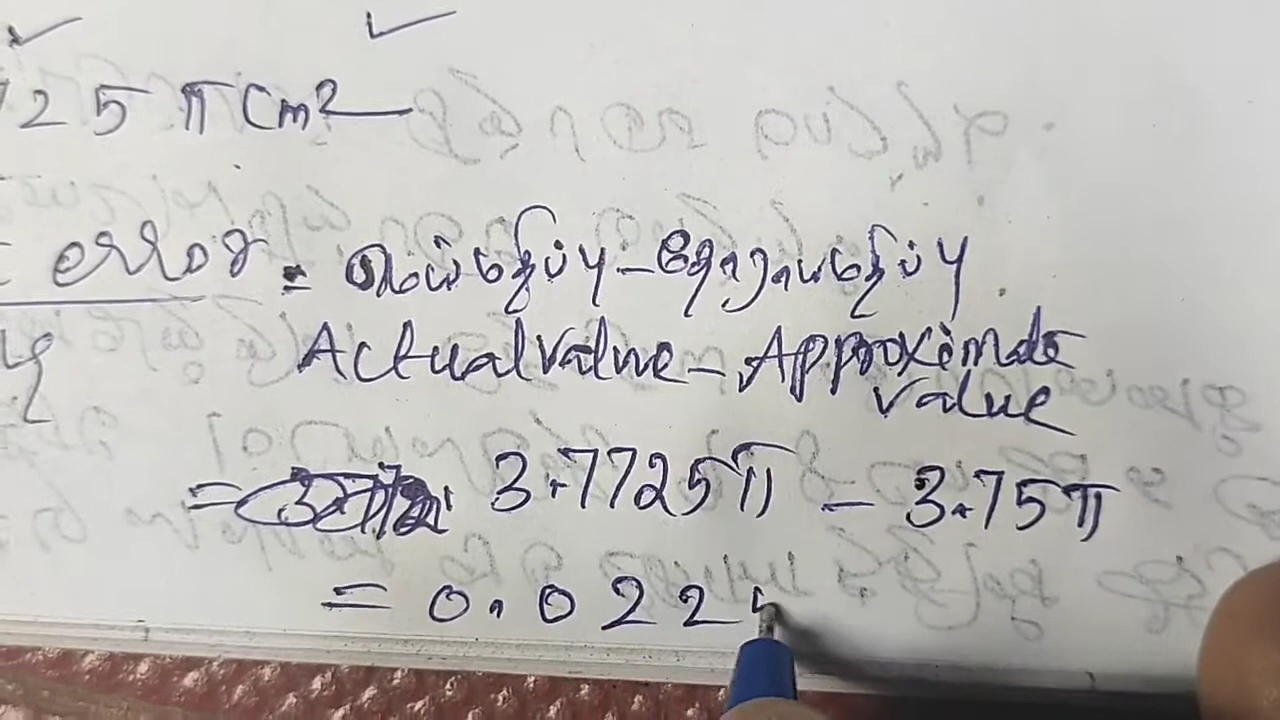 25 π cm²
= error = மெய்மதிப்பு - தோராயமதிப்பு
Actual value - Approximate
value
= 3.7725π - 3.75π
= 0.022